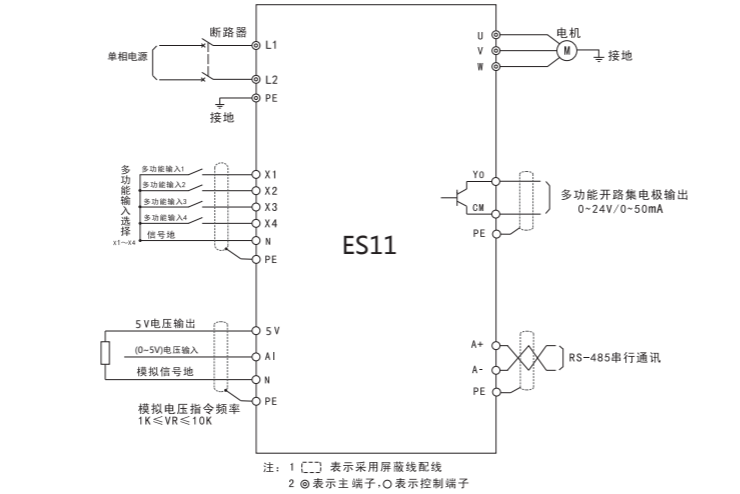 断路器
单相电源
L1
L2
PE
接地
多功能输入选择
X1~X4
多功能输入1
多功能输入2
多功能输入3
多功能输入4
信号地
X1
X2
X3
X4
N
PE
5V电压输出
(0~5V)电压输入
模拟信号地
5V
AI
N
PE
模拟电压指令频率
1K≤VR≤10K
ES11
U
V
W
电机
M
接地
YO
CM
PE
多功能开路集电极输出
0~24V/0~50mA
A+
A-
PE
RS-485串行通讯
注: 1 表示采用屏蔽线配线
2 ◎表示主端子,○表示控制端子